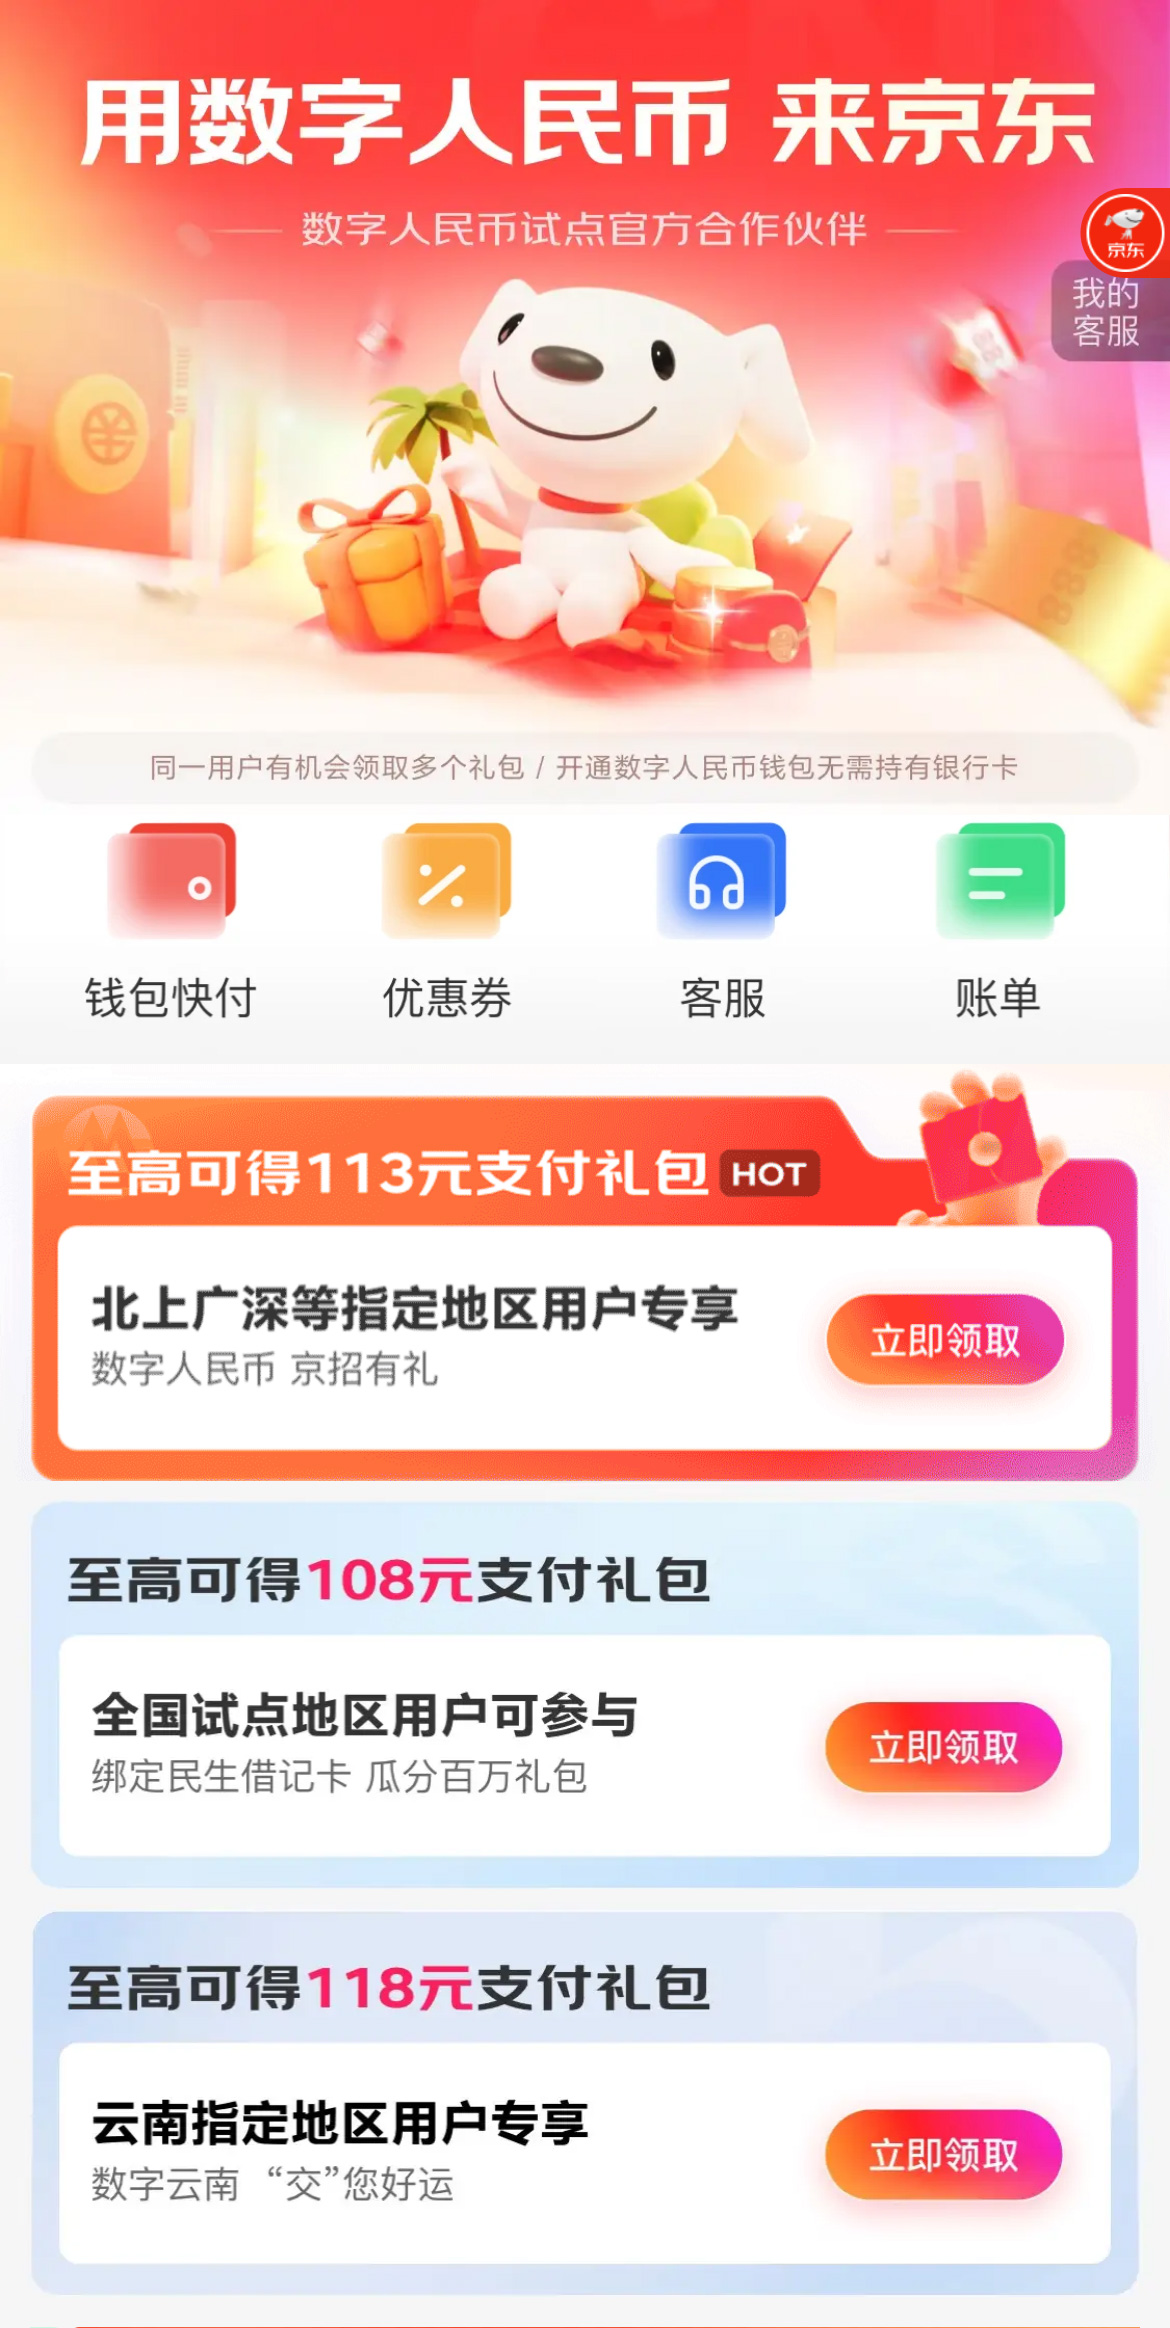 用数字人民币 来京东
数字人民币试点官方合作伙伴
京东
我的
客服
888
同一用户有机会领取多个礼包 / 开通数字人民币钱包无需持有银行卡
钱包快付
优惠券
客服
账单
至高可得113元支付礼包 HOT
北上广深等指定地区用户专享
数字人民币 京招有礼
立即领取
至高可得108元支付礼包
全国试点地区用户可参与
绑定民生借记卡 瓜分百万礼包
立即领取
至高可得118元支付礼包
云南指定地区用户专享
数字云南 “交”您好运
立即领取